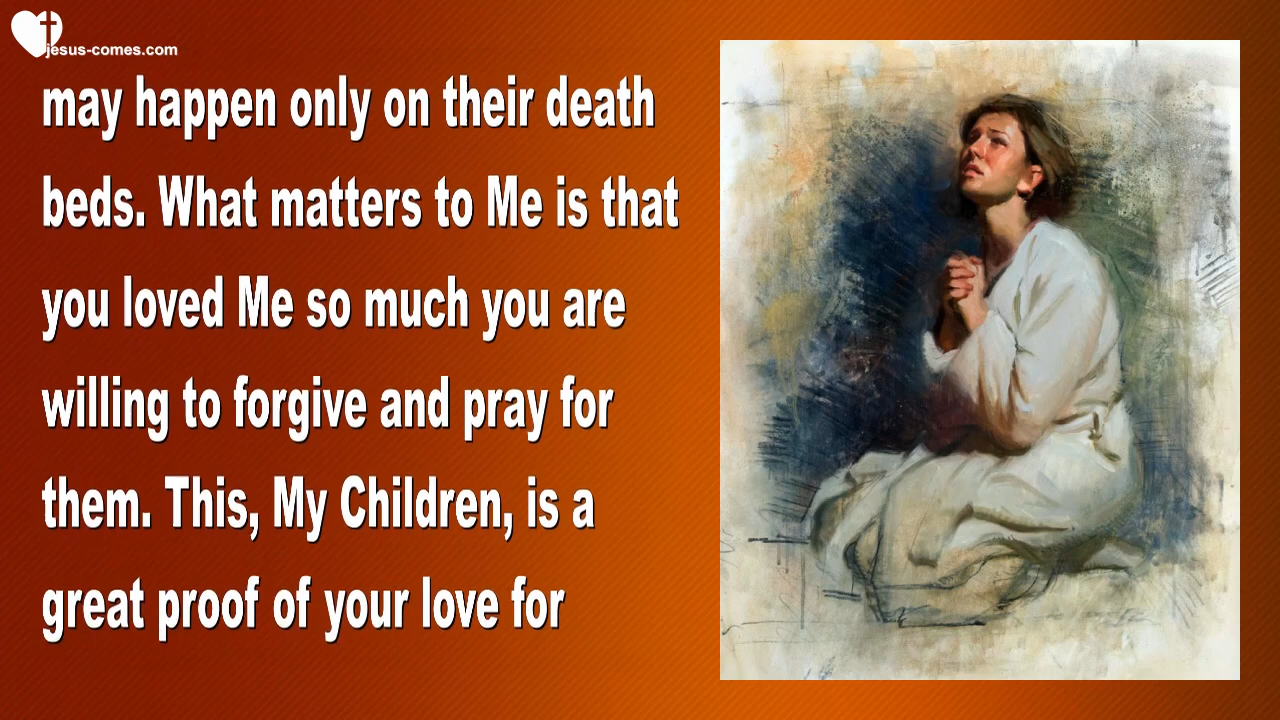 jesus-comes.com
may happen only on their death
beds. What matters to Me is that
you loved Me so much you are
willing to forgive and pray for
them. This, My Children, is a
great proof of your love for